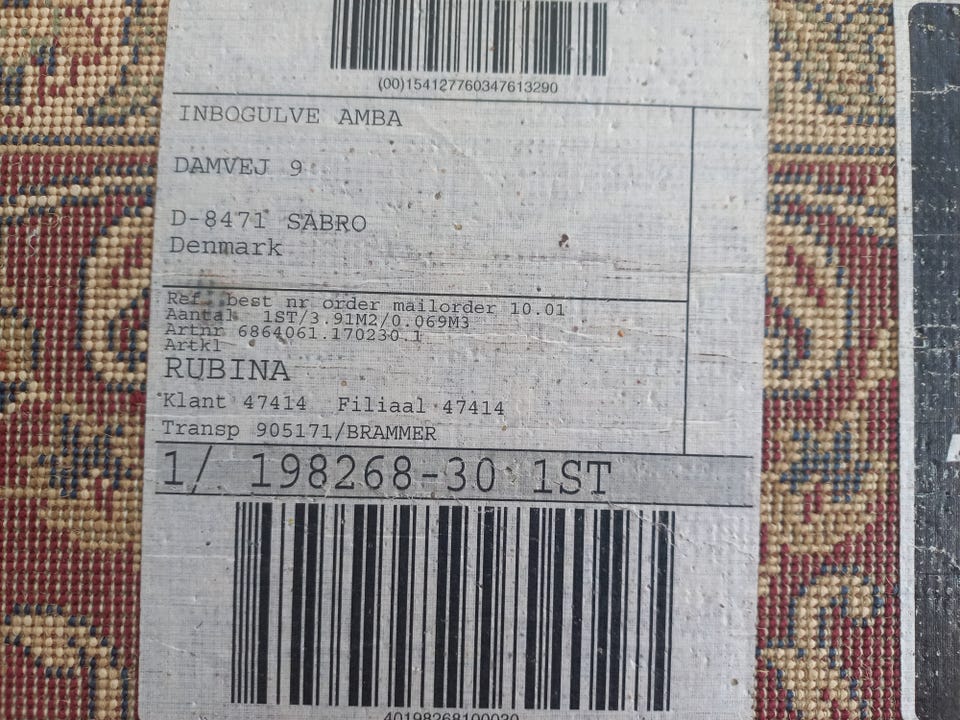 (00)154127760347613290
INBOGULVE AMBA
DAMVEJ 9
D-8471 SABRO
Denmark
Ref. best nr order mailorder 10.01
Aantal 1ST/3.91M2/0.069M3
Artnr 6864061.170230.1
Artkl
RUBINA
Klant 47414 Filiaal 47414
Transp 905171/BRAMMER
1/ 198268-30 1ST